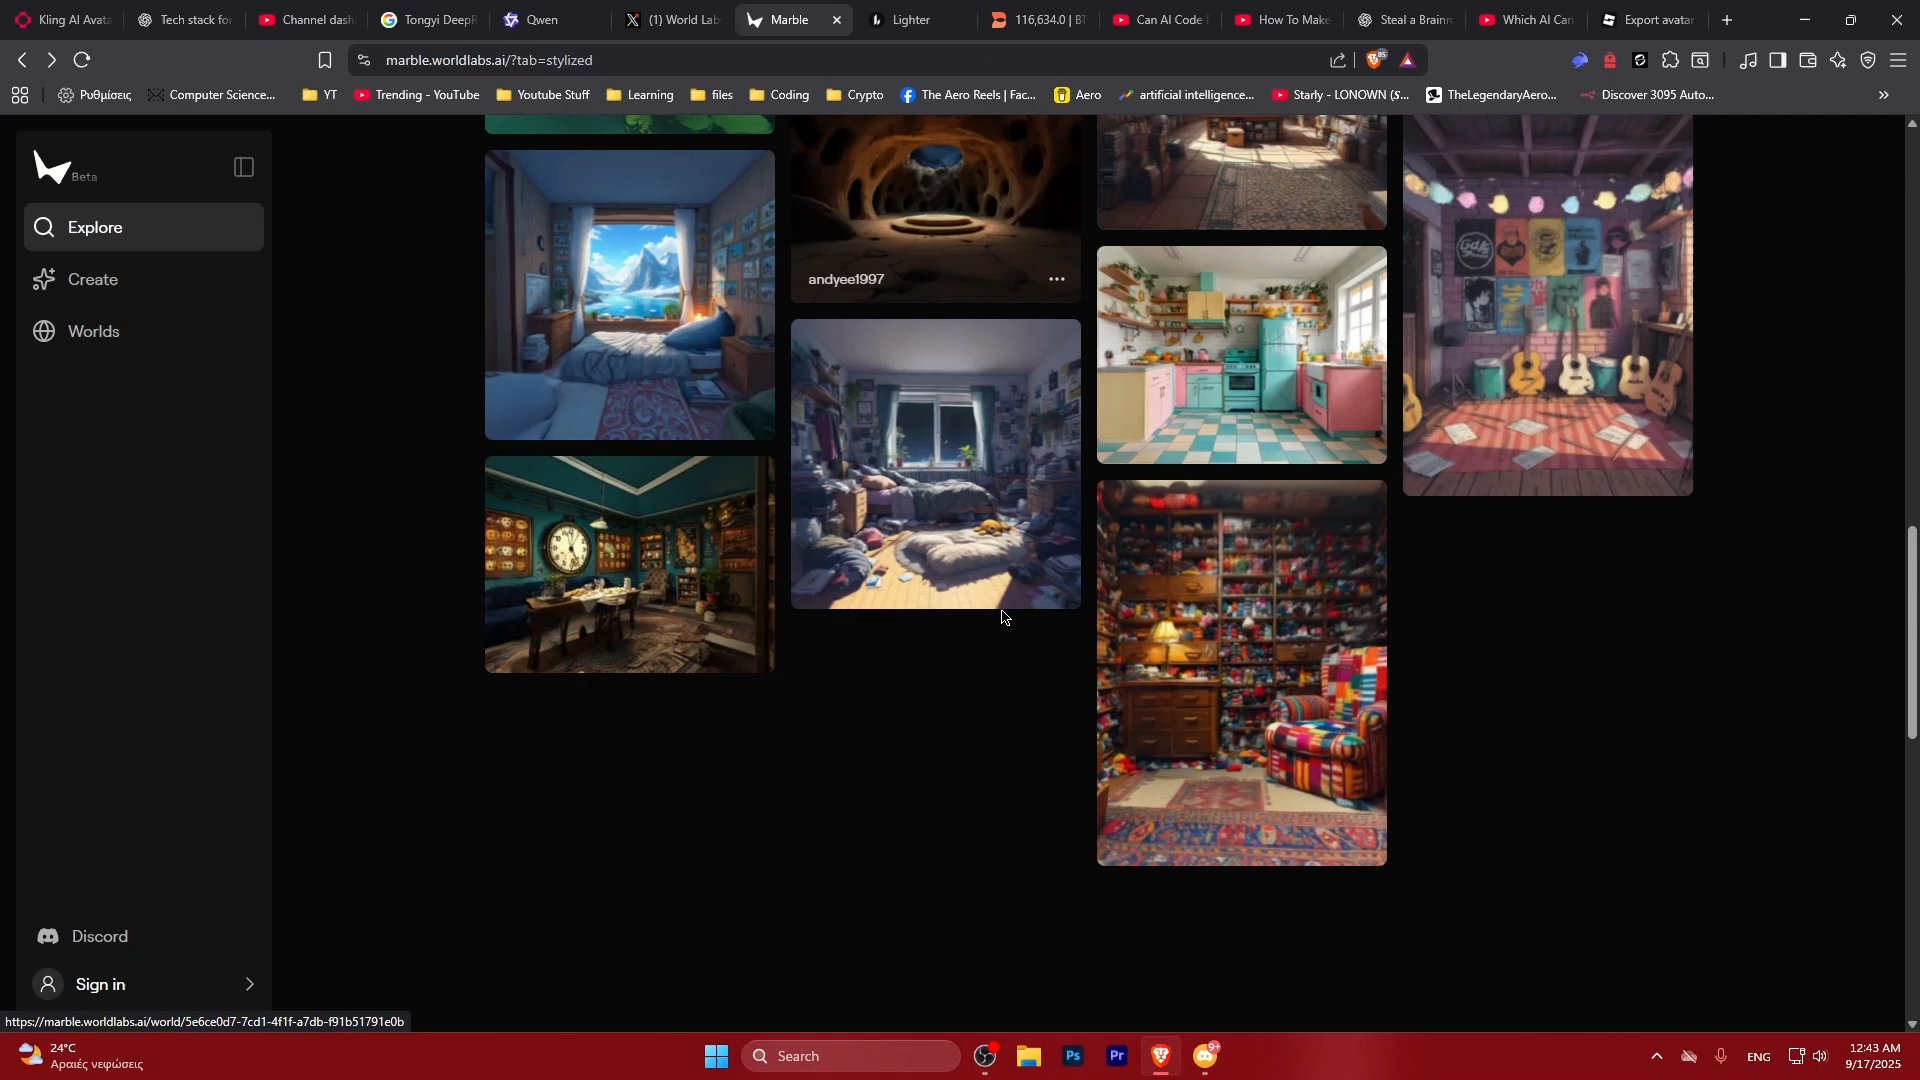 Kling AI Avata
Tech stack for
Channel dash
Tongyi DeepR
Qwen
(1) World Lab
Marble
Lighter
116,634.0 | BT
Can AI Code F
How To Make
Steal a Brainro
Which AI Can
Export avatar
marble.worldlabs.ai/?tab=stylized
Ρυθμίσεις
Computer Science...
YT
Trending - YouTube
Youtube Stuff
Learning
files
Coding
Crypto
The Aero Reels | Fac...
Aero
artificial intelligence...
Starly - LONOWN (S...
TheLegendaryAero...
Discover 3095 Auto...
Beta
Explore
Create
Worlds
andyee1997
Discord
Sign in
https://marble.worldlabs.ai/world/5e6ce0d7-7cd1-4f1f-a7db-f91b51791e0b
24°C
Αραιές νεφώσεις
Search
Ps
Pr
9+
ENG
12:43 AM
9/17/2025